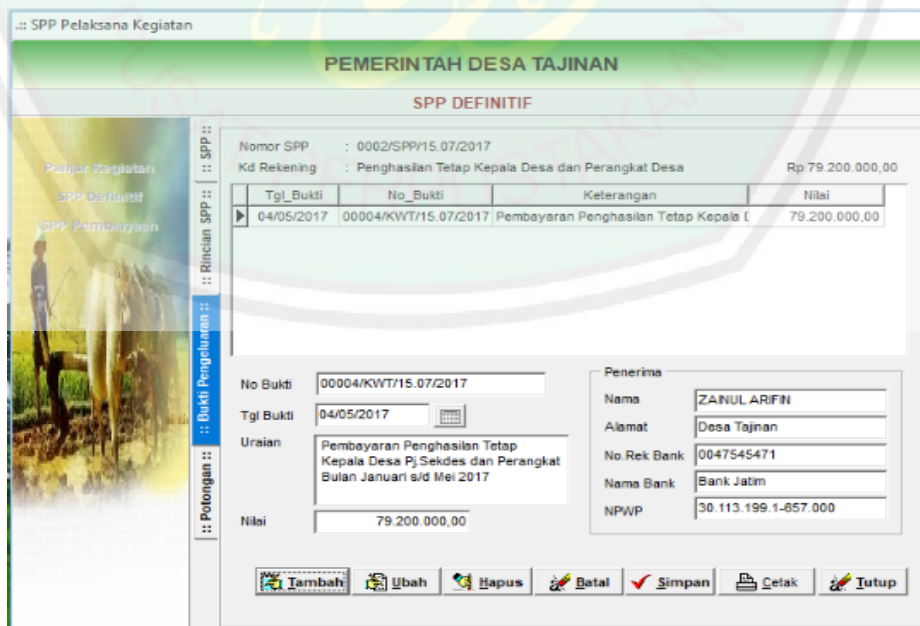 .:: SPP Pelaksana Kegiatan
PEMERINTAH DESA TAJINAN
SPP DEFINITIF
Panjar Kegiatan
SPP Definitif
SPP Pembiayaan
:: SPP ::
:: Rincian SPP ::
:: Bukti Pengeluaran ::
:: Potongan ::
Nomor SPP : 0002/SPP/15.07/2017
Kd Rekening : Penghasilan Tetap Kepala Desa dan Perangkat Desa Rp 79.200.000,00
Tgl_Bukti No_Bukti Keterangan Nilai
04/05/2017 00004/KWT/15.07/2017 Pembayaran Penghasilan Tetap Kepala 79.200.000,00
No Bukti 00004/KWT/15.07/2017
Tgl Bukti 04/05/2017
Uraian Pembayaran Penghasilan Tetap
Kepala Desa Pj.Sekdes dan Perangkat
Bulan Januari s/d Mei 2017
Nilai 79.200.000,00
Penerima
Nama ZAINUL ARIFIN
Alamat Desa Tajinan
No.Rek Bank 0047545471
Nama Bank Bank Jatim
NPWP 30.113.199.1-657.000
Tambah Ubah Hapus Batal Simpan Cetak Tutup